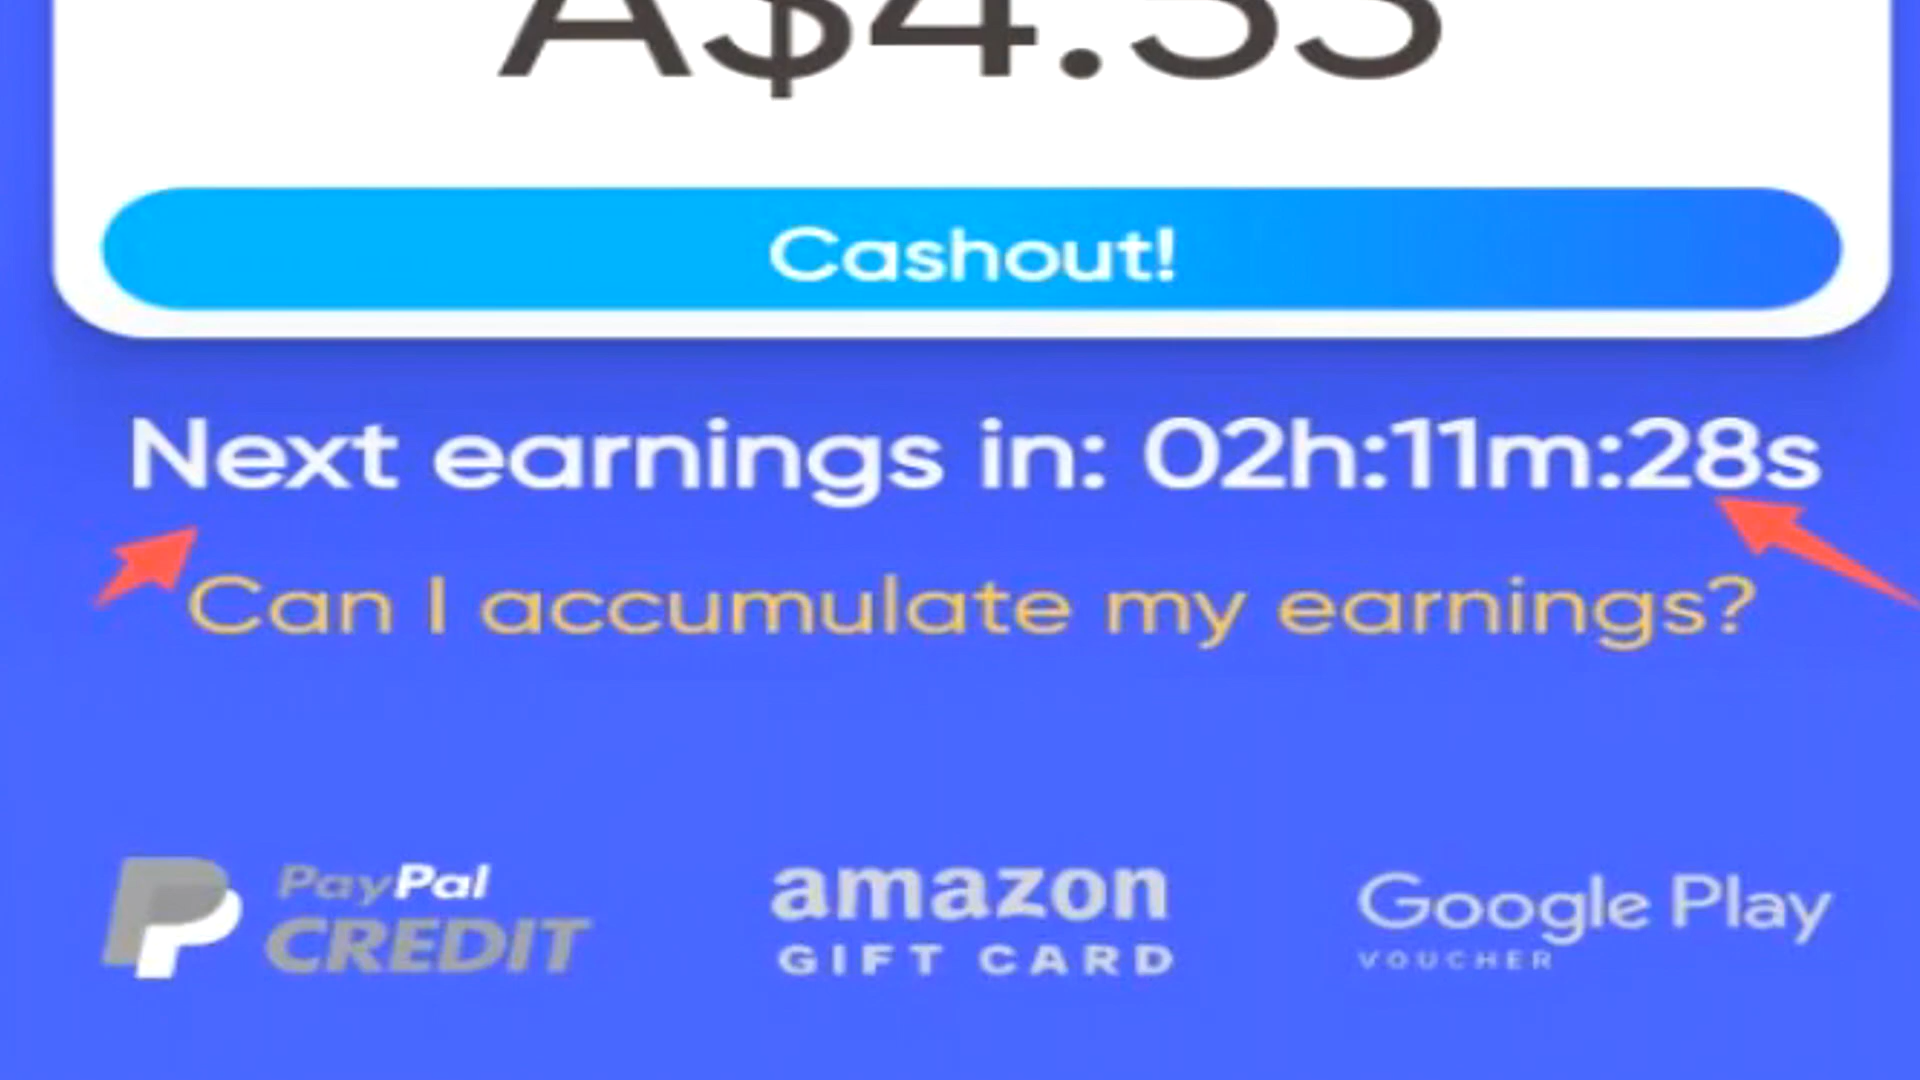 Cashout!
Next earnings in: 02h:11m:28s
Can I accumulate my earnings?
PayPal
CREDIT
amazon
GIFT CARD
Google Play
VOUCHER